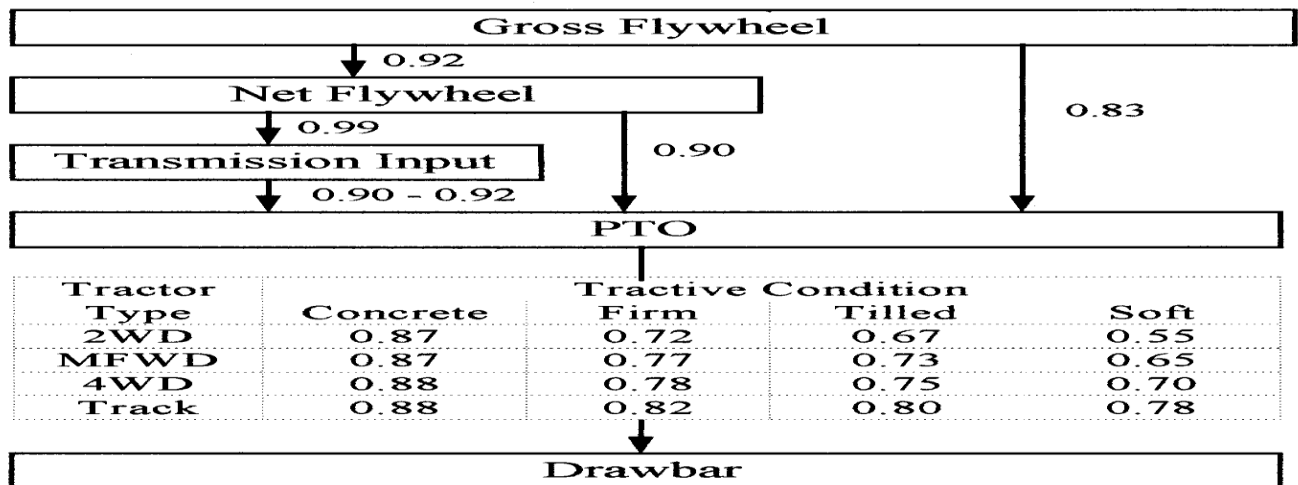 Gross Flywheel
0.92
Net Flywheel
0.83
0.99
0.90
Transmission Input
0.90 - 0.92
PTO
Tractor Tractive Condition
Type Concrete Firm Tilled Soft
2WD 0.87 0.72 0.67 0.55
MFWD 0.87 0.77 0.73 0.65
4WD 0.88 0.78 0.75 0.70
Track 0.88 0.82 0.80 0.78
Drawbar